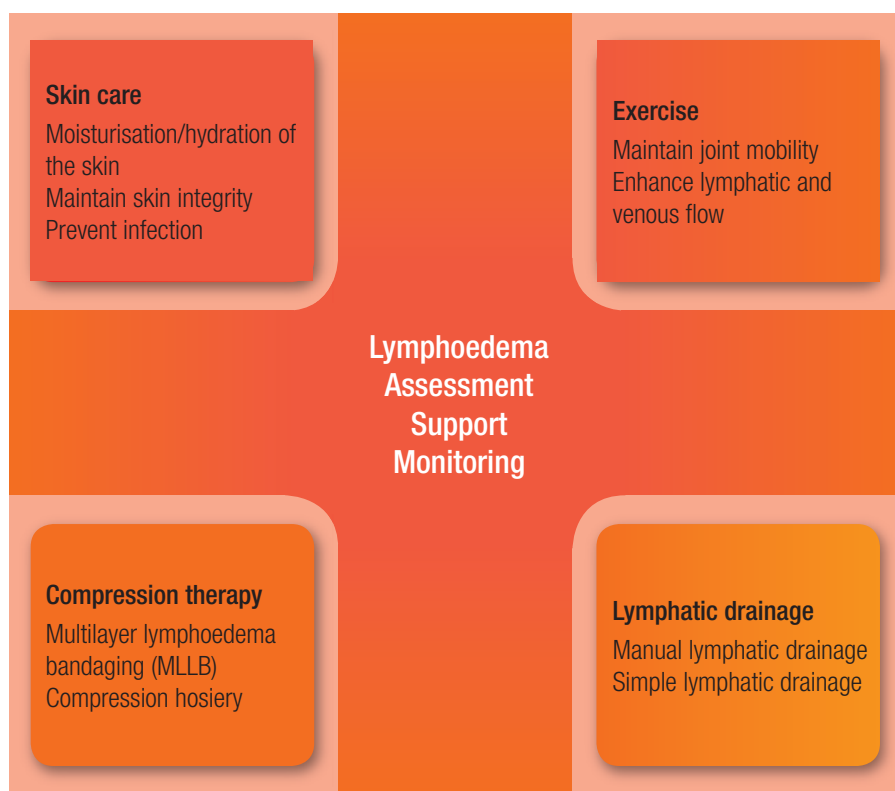 Skin care
Moisturisation/hydration of
the skin
Maintain skin integrity
Prevent infection
Exercise
Maintain joint mobility
Enhance lymphatic and
venous flow
Lymphoedema
Assessment
Support
Monitoring
Compression therapy
Multilayer lymphoedema
bandaging (MLLB)
Compression hosiery
Lymphatic drainage
Manual lymphatic drainage
Simple lymphatic drainage